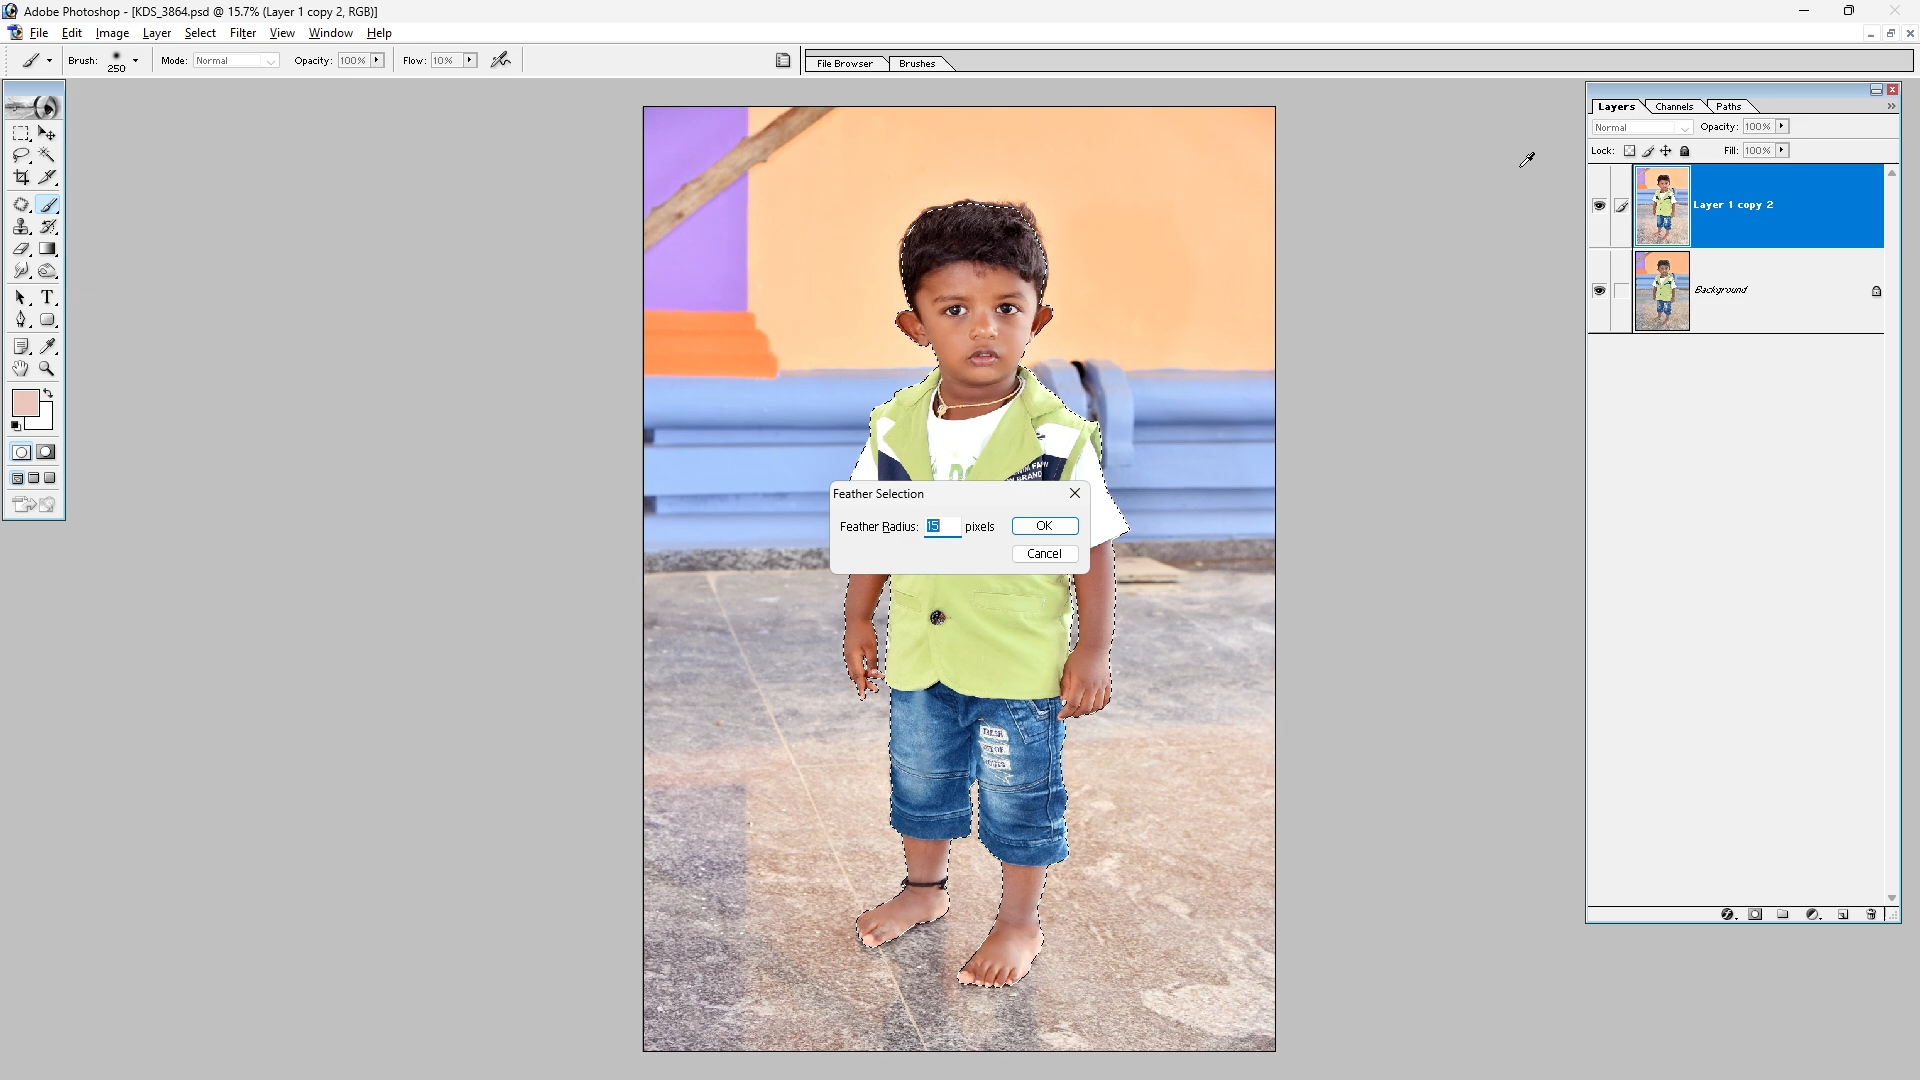 Adobe Photoshop - [KDS_3864.psd @ 15.7% (Layer 1 copy 2, RGB)]
File Edit Image Layer Select Filter View Window Help
Brush: 250 Mode: Normal Opacity: 100% Flow: 10% File Browser Brushes
Layers Channels Paths
Normal Opacity: 100%
Lock: Fill: 100%
Layer 1 copy 2
Background
T
BRAND
Feather Selection
Feather Radius: 15 pixels OK
Cancel